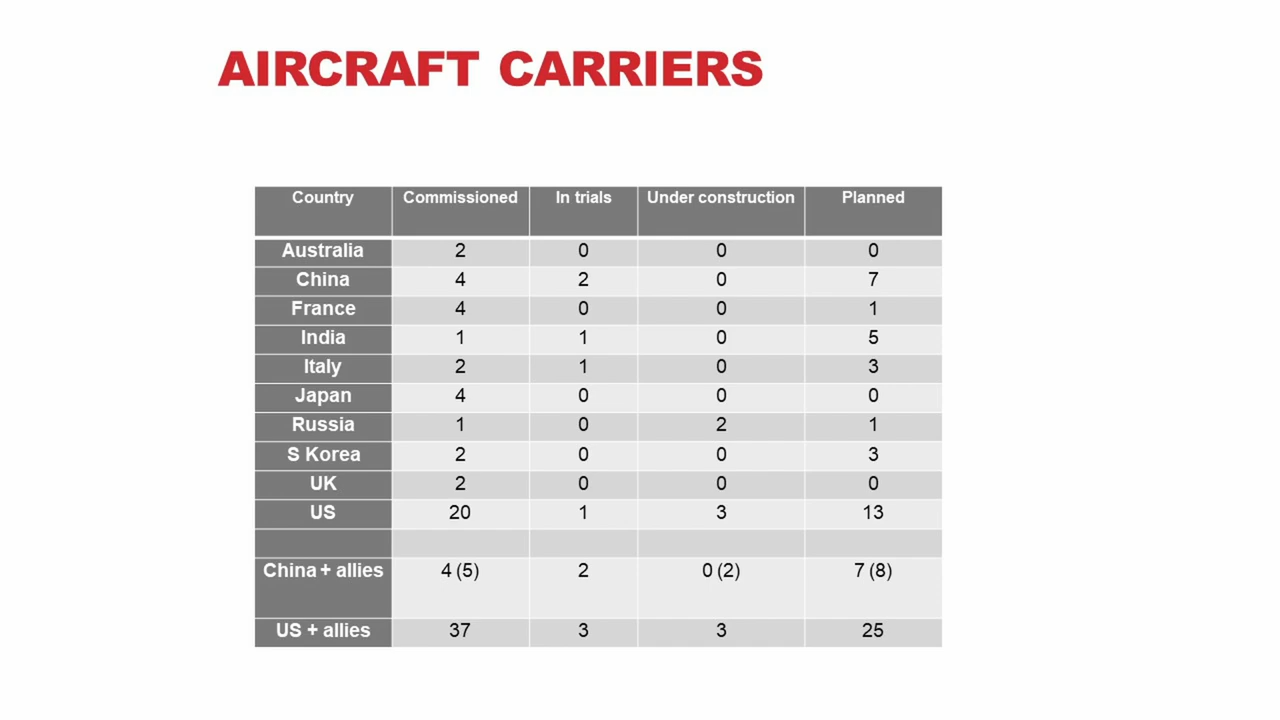 AIRCRAFT CARRIERS
Country Commissioned In trials Under construction Planned
Australia 2 0 0 0
China 4 2 0 7
France 4 0 0 1
India 1 1 0 5
Italy 2 1 0 3
Japan 4 0 0 0
Russia 1 0 2 1
S Korea 2 0 0 3
UK 2 0 0 0
US 20 1 3 13
China + allies 4 (5) 2 0 (2) 7 (8)
US + allies 37 3 3 25